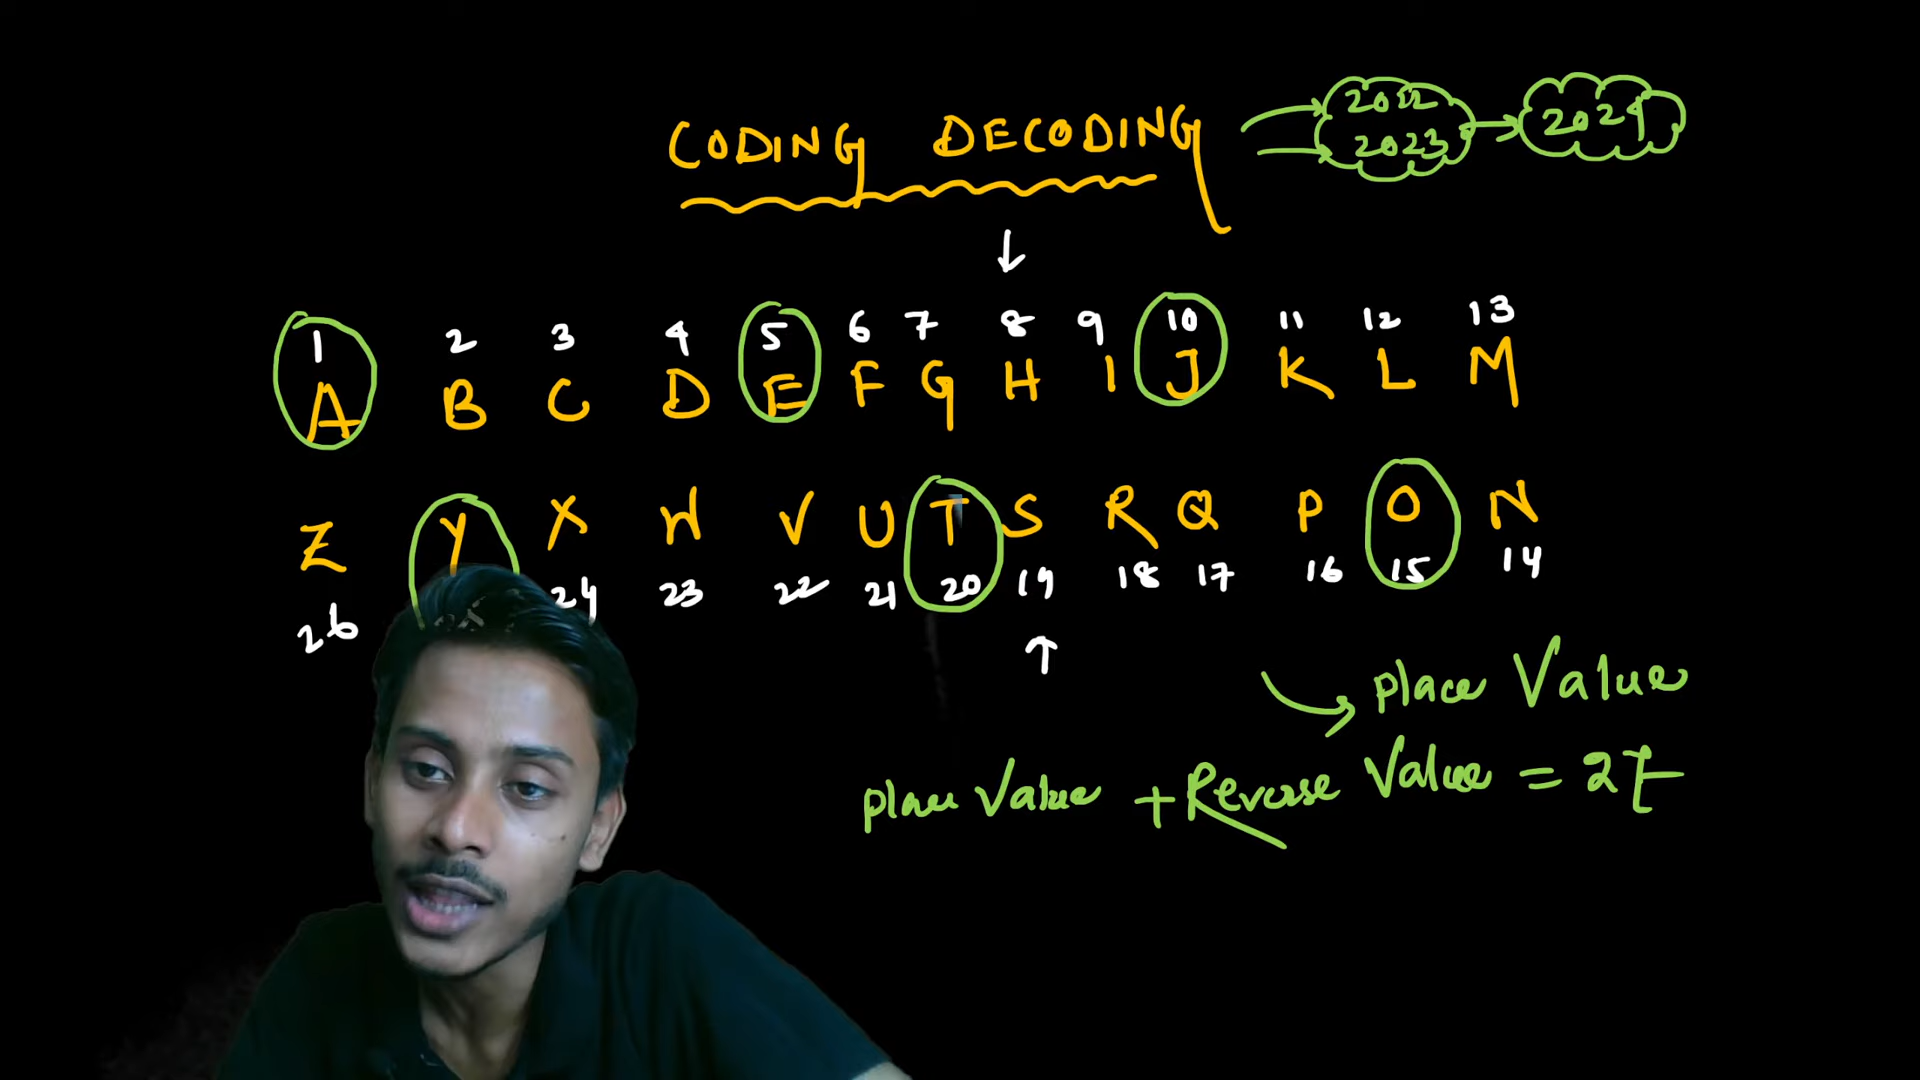 CODING DECODING
2022
2023
2024
1 2 3 4 5 6 7 8 9 10 11 12 13
A B C D E F G H I J K L M
Z Y X W V U T S R Q P O N
26 24 23 22 21 20 19 18 17 16 15 14
place Value
place Value + Reverse Value = 27